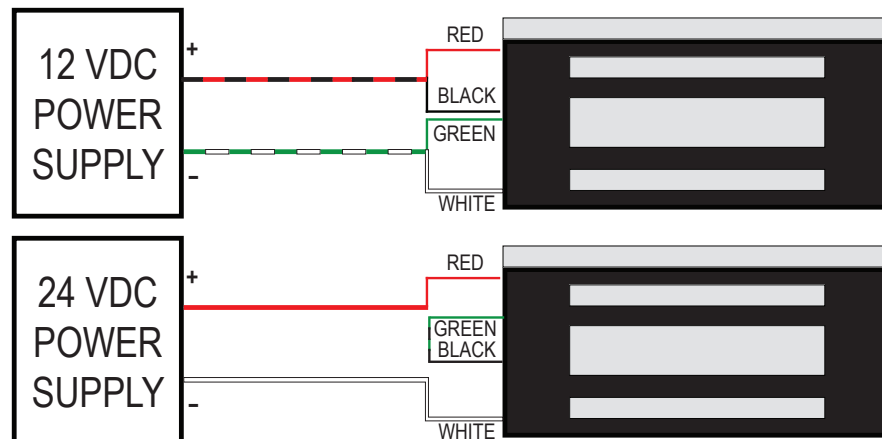 12 VDC
POWER
SUPPLY
+
-
RED
BLACK
GREEN
WHITE
24 VDC
POWER
SUPPLY
+
-
RED
GREEN
BLACK
WHITE